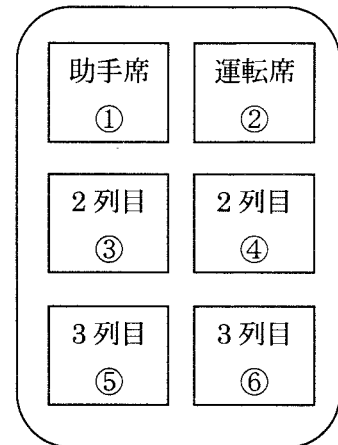 助手席 運転席
① ②
2列目 2列目
③ ④
3列目 3列目
⑤ ⑥